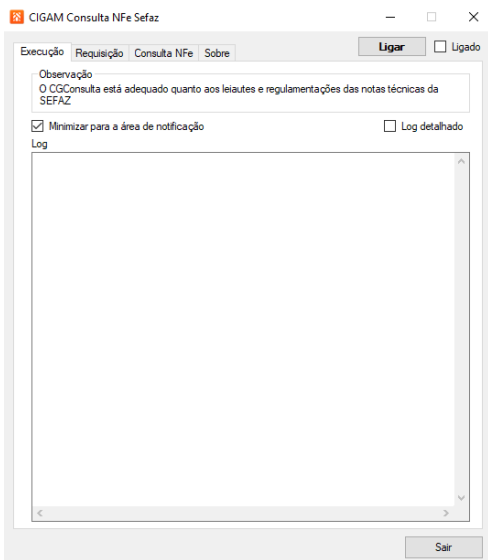 CIGAM Consulta NFe Sefaz
Ligar
Ligado
Execução Requisição Consulta NFe Sobre
Observação
O CGConsulta está adequado quanto aos leiautes e regulamentações das notas técnicas da
SEFAZ
Minimizar para a área de notificação
Log detalhado
Log
Sair